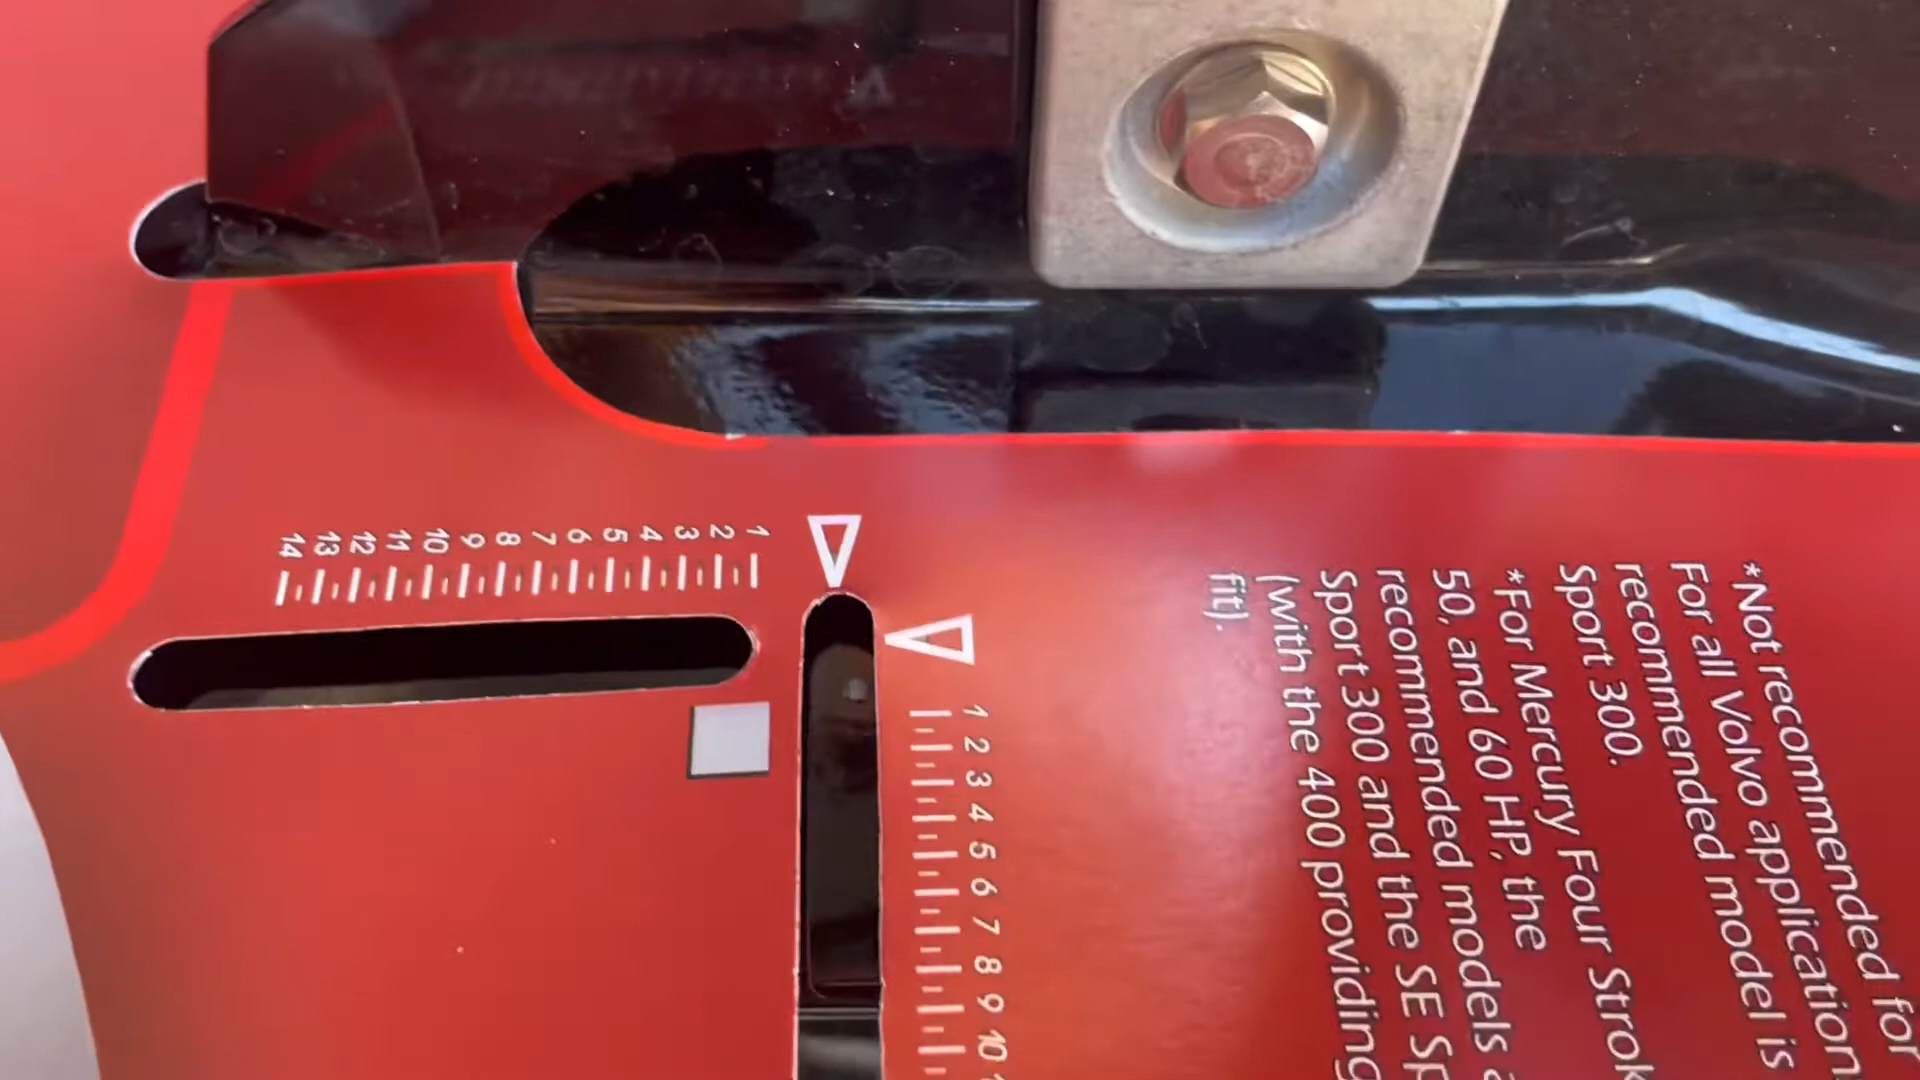 *Not recommended for
For all Volvo application
recommended model is
Sport 300.
*For Mercury Four Strok
50, and 60 HP, the
recommended models a
Sport 300 and the SE Sp
(with the 400 providing
fit).
1 2 3 4 5 6 7 8 9 10 11 12 13 14
1 2 3 4 5 6 7 8 9 10